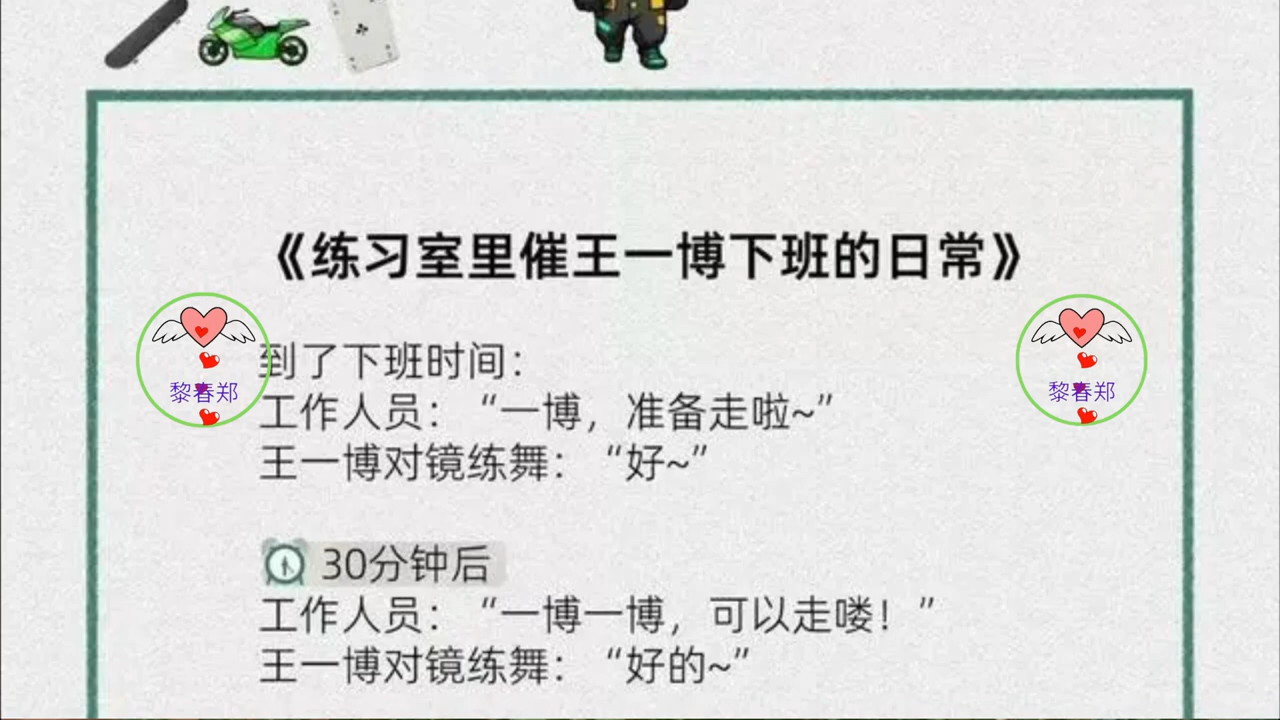 《练习室里催王一博下班的日常》
到了下班时间：
工作人员：“一博，准备走啦~”
王一博对镜练舞：“好~”
30分钟后
工作人员：“一博一博，可以走喽！”
王一博对镜练舞：“好的~”
黎春郑
黎春郑